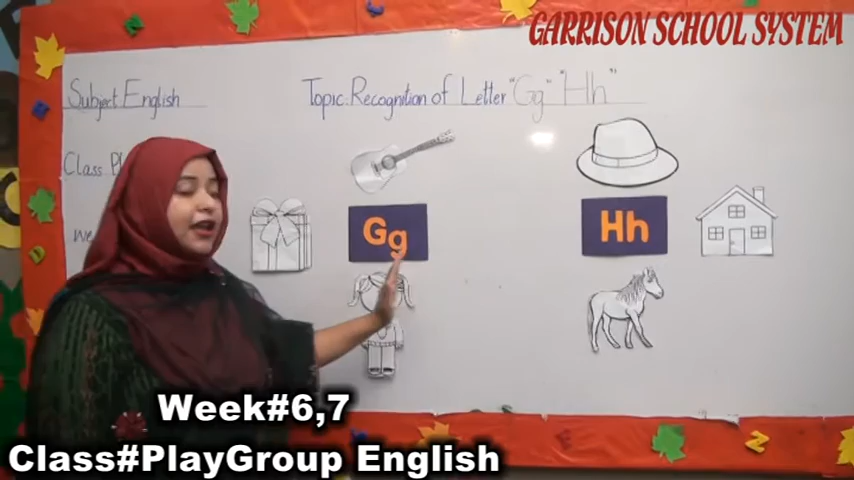 GARRISON SCHOOL SYSTEM
Subject English
Topic: Recognition of Letter "Gg" "Hh"
Class
Gg
Hh
Week#6,7
Class#PlayGroup English